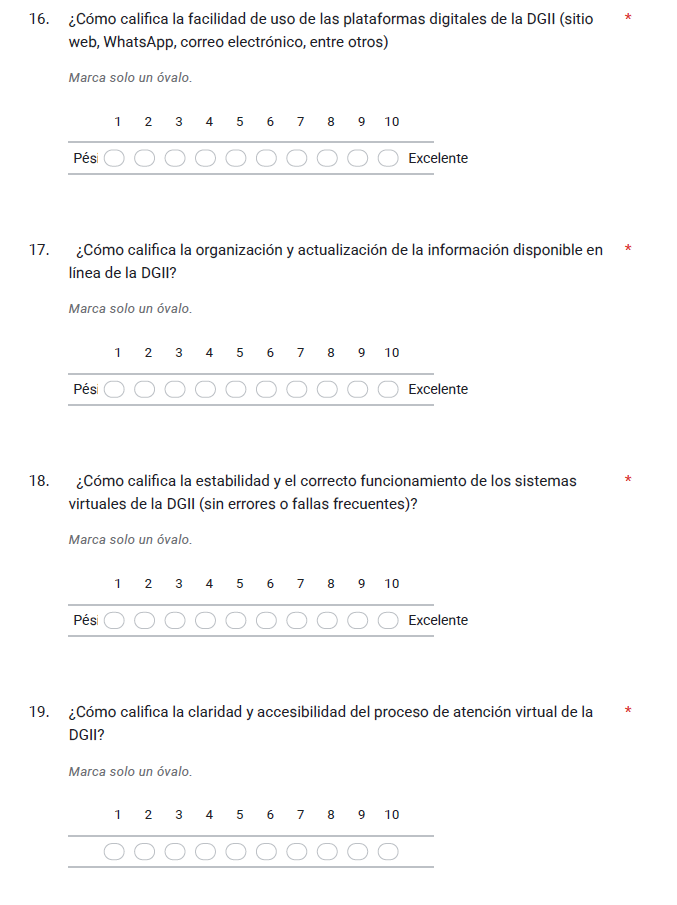 16. ¿Cómo califica la facilidad de uso de las plataformas digitales de la DGII (sitio *
web, WhatsApp, correo electrónico, entre otros)
Marca solo un óvalo.
1 2 3 4 5 6 7 8 9 10
Pési Excelente
17. ¿Cómo califica la organización y actualización de la información disponible en *
línea de la DGII?
Marca solo un óvalo.
1 2 3 4 5 6 7 8 9 10
Pési Excelente
18. ¿Cómo califica la estabilidad y el correcto funcionamiento de los sistemas *
virtuales de la DGII (sin errores o fallas frecuentes)?
Marca solo un óvalo.
1 2 3 4 5 6 7 8 9 10
Pési Excelente
19. ¿Cómo califica la claridad y accesibilidad del proceso de atención virtual de la *
DGII?
Marca solo un óvalo.
1 2 3 4 5 6 7 8 9 10